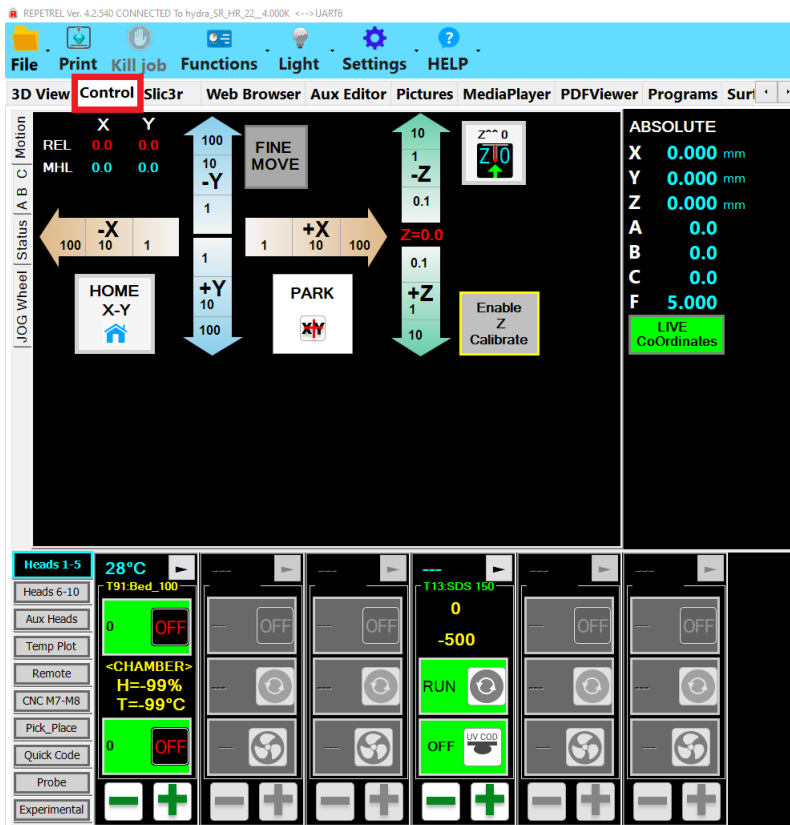 REPETREL Ver. 4.2.540 CONNECTED To hydra_SR_HR_22__4.000K <-->UART6
File Print Kill job Functions Light Settings HELP
3D View Control Slic3r Web Browser Aux Editor Pictures MediaPlayer PDFViewer Programs Surf
Motion
A B C
Status
JOG Wheel
X Y
REL 0.0 0.0
MHL 0.0 0.0
100
10
-Y
1
FINE
MOVE
10
1
-Z
0.1
Z^^ 0
Z 0
-X
100 10 1
+X
1 10 100
Z=0.0
1
+Y
10
100
0.1
+Z
1
10
HOME
X-Y
PARK
X-Y
Enable
Z
Calibrate
ABSOLUTE
X 0.000 mm
Y 0.000 mm
Z 0.000 mm
A 0.0
B 0.0
C 0.0
F 5.000
LIVE
CoOrdinates
Heads 1-5
Heads 6-10
Aux Heads
Temp Plot
Remote
CNC M7-M8
Pick_Place
Quick Code
Probe
Experimental
28°C
T91:Bed_100
0 OFF
<CHAMBER>
H=-99%
T=-99°C
0 OFF
---
--- OFF
---
---
---
--- OFF
---
---
---
T13:SDS 150
0
-500
RUN
OFF UV COD
---
--- OFF
---
---
---
--- OFF
---
---